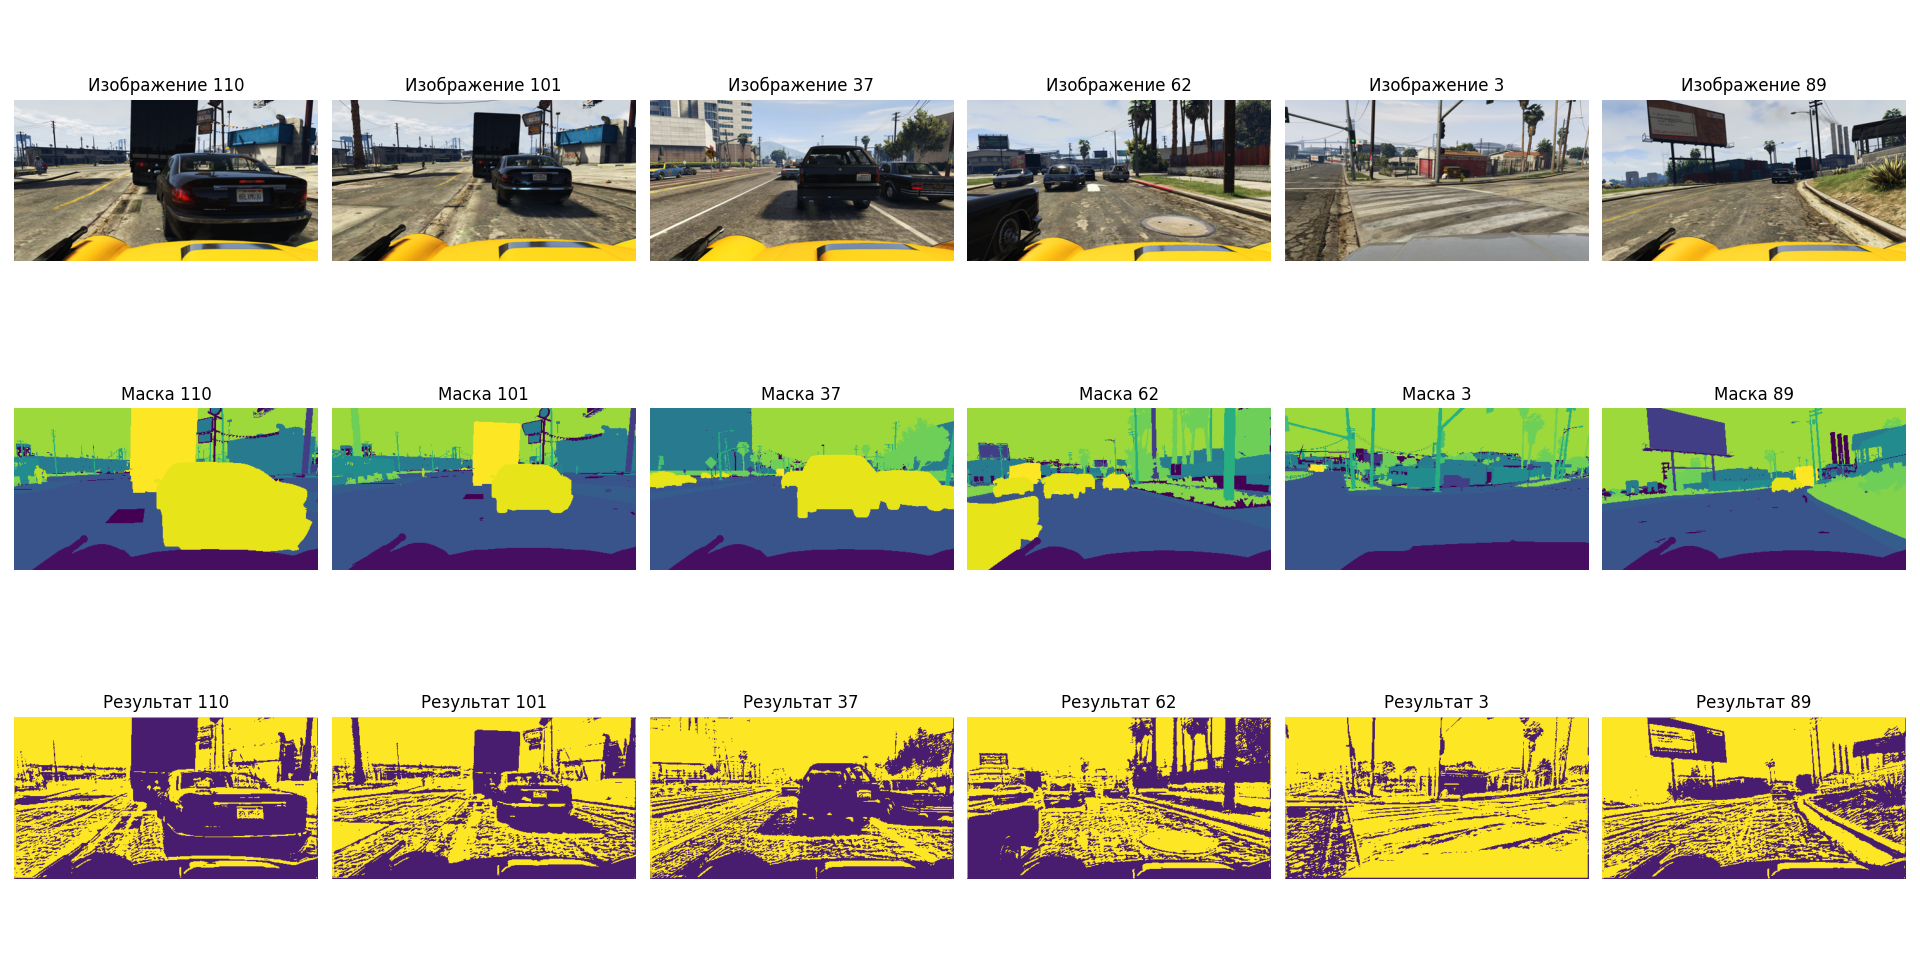 Изображение 110
Изображение 101
Изображение 37
Изображение 62
Изображение 3
Изображение 89
Маска 110
Маска 101
Маска 37
Маска 62
Маска 3
Маска 89
Результат 110
Результат 101
Результат 37
Результат 62
Результат 3
Результат 89